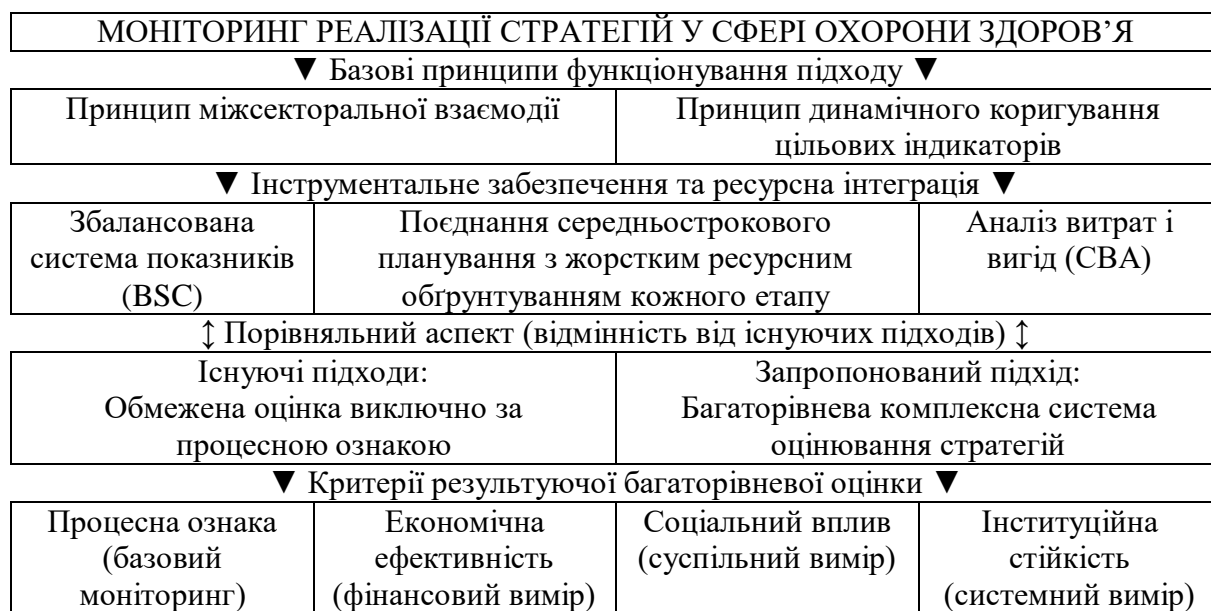 МОНІТОРИНГ РЕАЛІЗАЦІЇ СТРАТЕГІЙ У СФЕРІ ОХОРОНИ ЗДОРОВ’Я
▼ Базові принципи функціонування підходу ▼
Принцип міжсекторальної взаємодії
Принцип динамічного коригування
цільових індикаторів
▼ Інструментальне забезпечення та ресурсна інтеграція ▼
Збалансована
система показників
(BSC)
Поєднання середньострокового
планування з жорстким ресурсним
обґрунтуванням кожного етапу
Аналіз витрат і
вигід (CBA)
↕ Порівняльний аспект (відмінність від існуючих підходів) ↕
Існуючі підходи:
Обмежена оцінка виключно за
процесною ознакою
Запропонований підхід:
Багаторівнева комплексна система
оцінювання стратегій
▼ Критерії результуючої багаторівневої оцінки ▼
Процесна ознака
(базовий
моніторинг)
Економічна
ефективність
(фінансовий вимір)
Соціальний вплив
(суспільний вимір)
Інституційна
стійкість
(системний вимір)